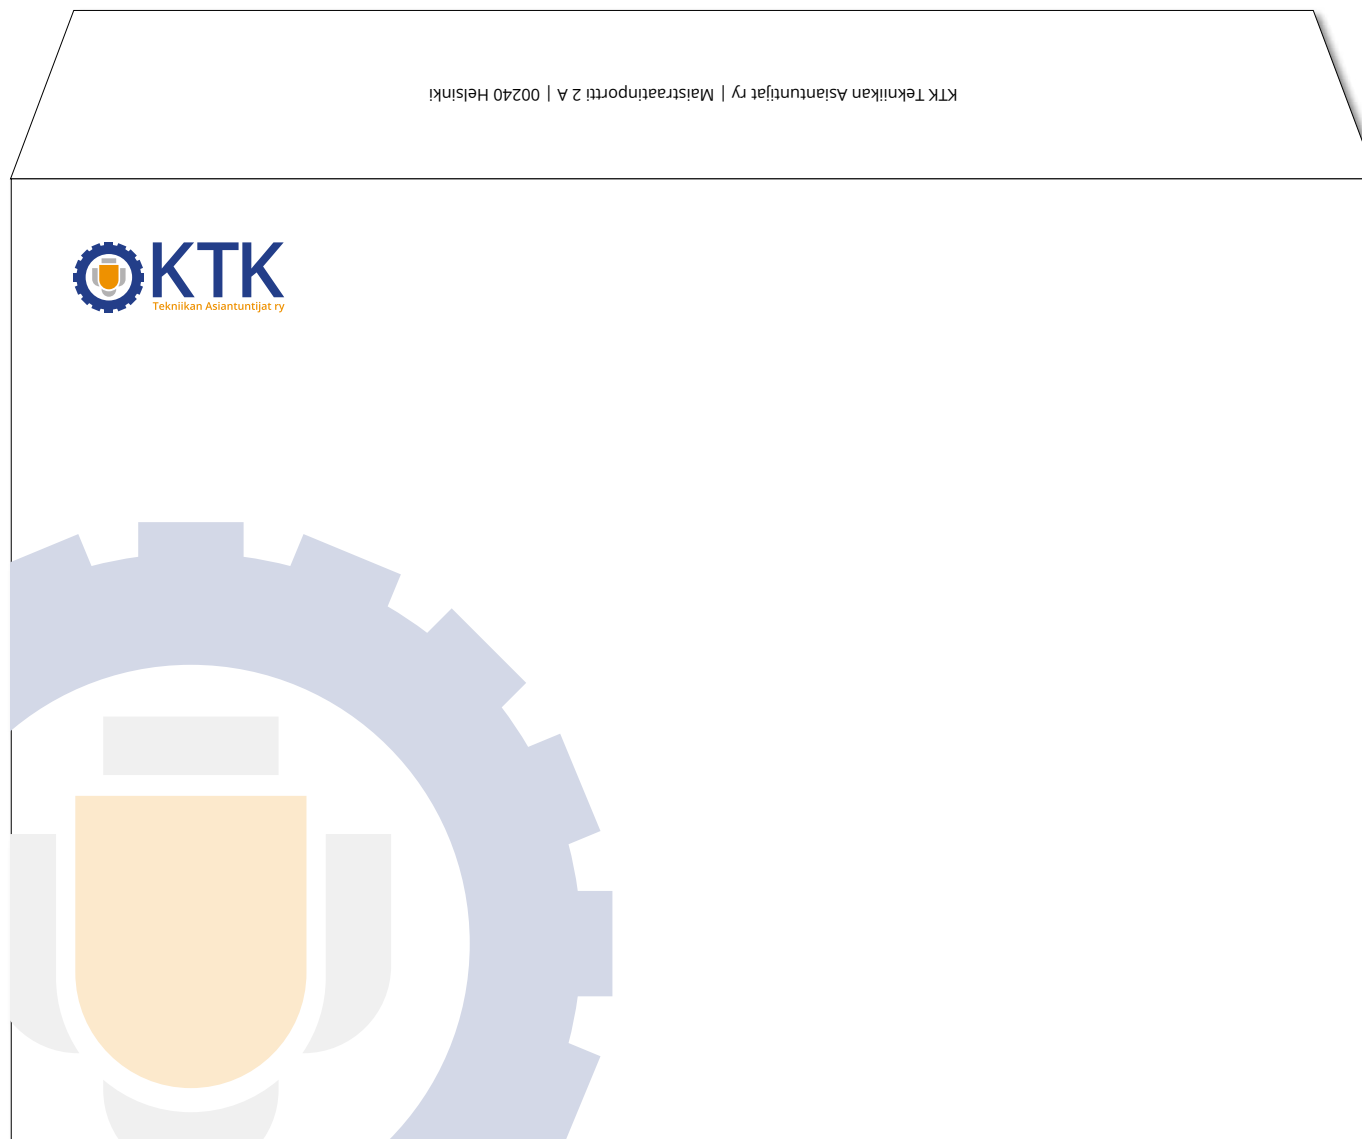 KTK Tekniikan Asiantuntijat ry | Maistraatinportti 2 A | 00240 Helsinki
KTK
Tekniikan Asiantuntijat ry